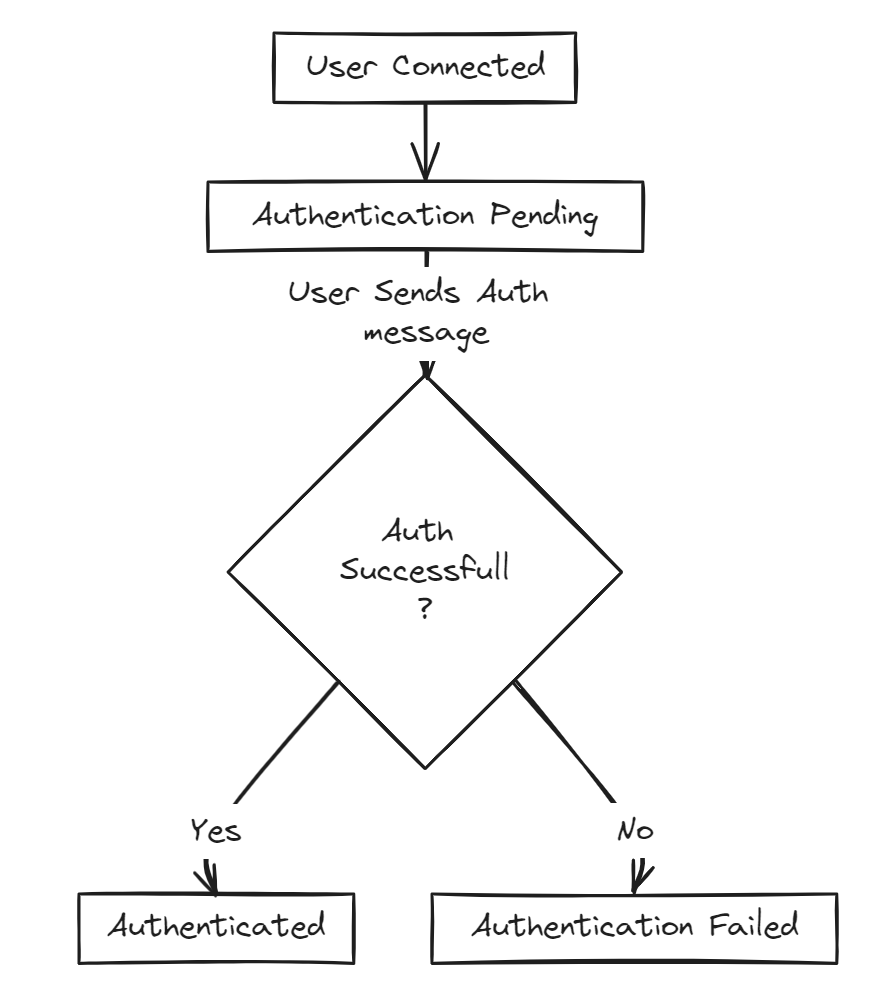 User Connected
Authentication Pending
User Sends Auth
message
Auth
Successfull
?
Yes
No
Authenticated
Authentication Failed